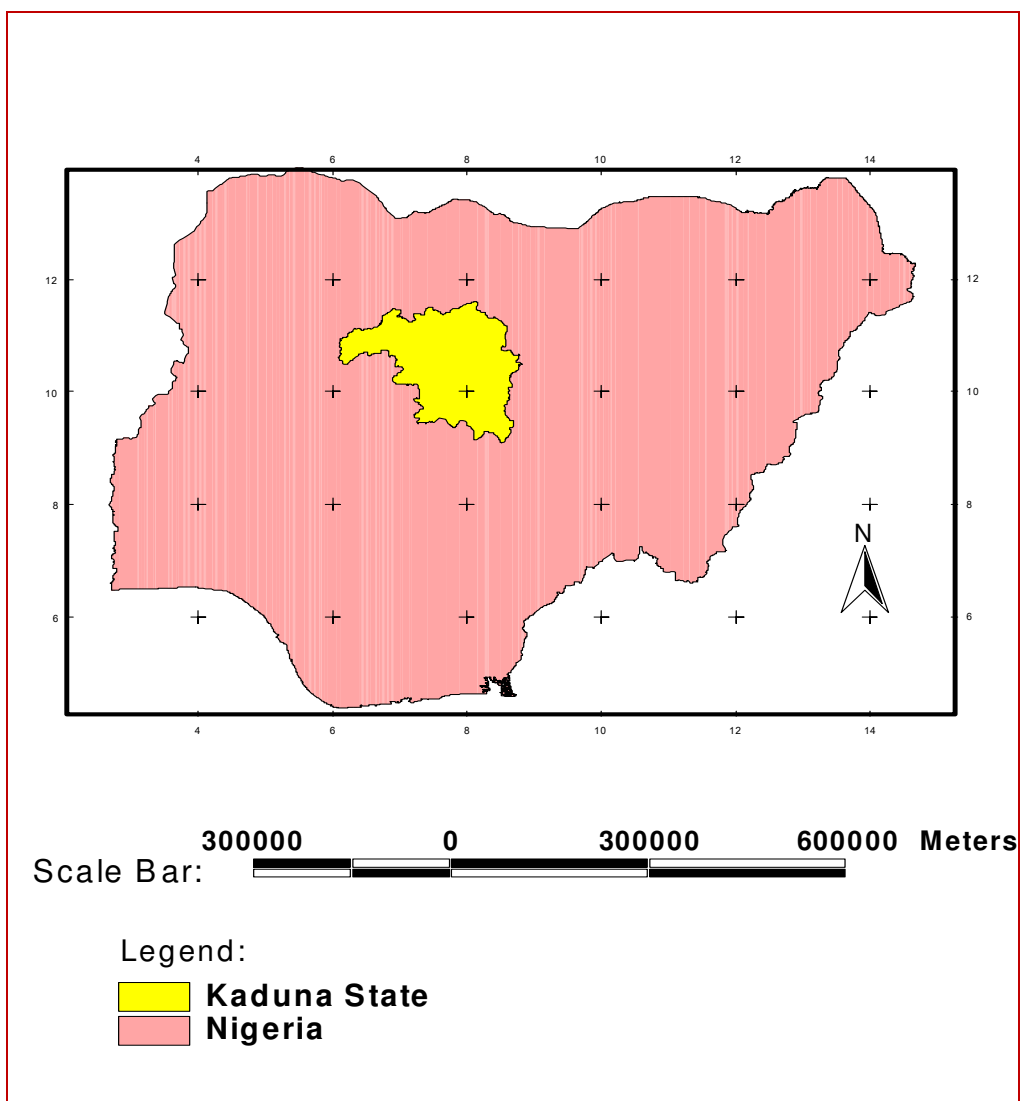 4 6 8 10 12 14
12 12
10 10
8 8
N
6 6
4 6 8 10 12 14
300000 0 300000 600000 Meters
Scale Bar:
Legend:
Kaduna State
Nigeria